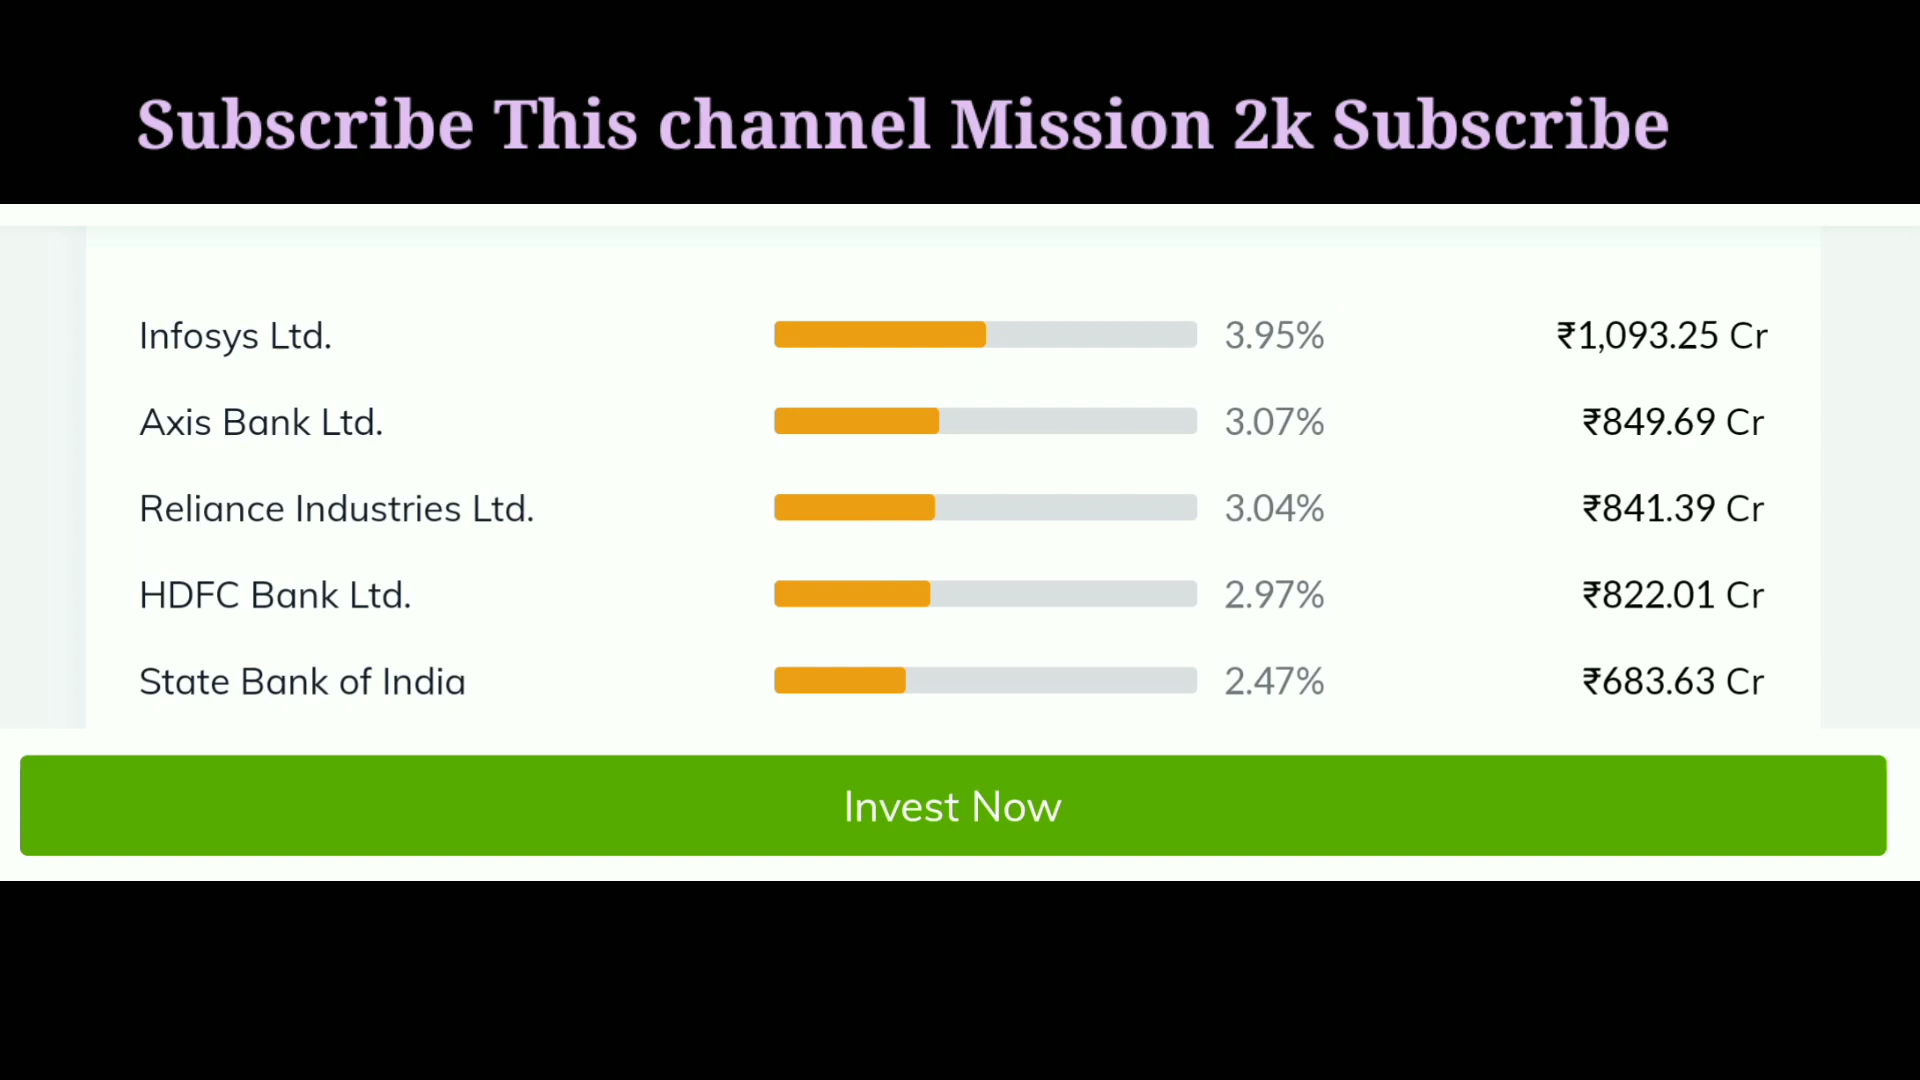 Subscribe This channel Mission 2k Subscribe
Infosys Ltd. 3.95% ₹1,093.25 Cr
Axis Bank Ltd. 3.07% ₹849.69 Cr
Reliance Industries Ltd. 3.04% ₹841.39 Cr
HDFC Bank Ltd. 2.97% ₹822.01 Cr
State Bank of India 2.47% ₹683.63 Cr
Invest Now